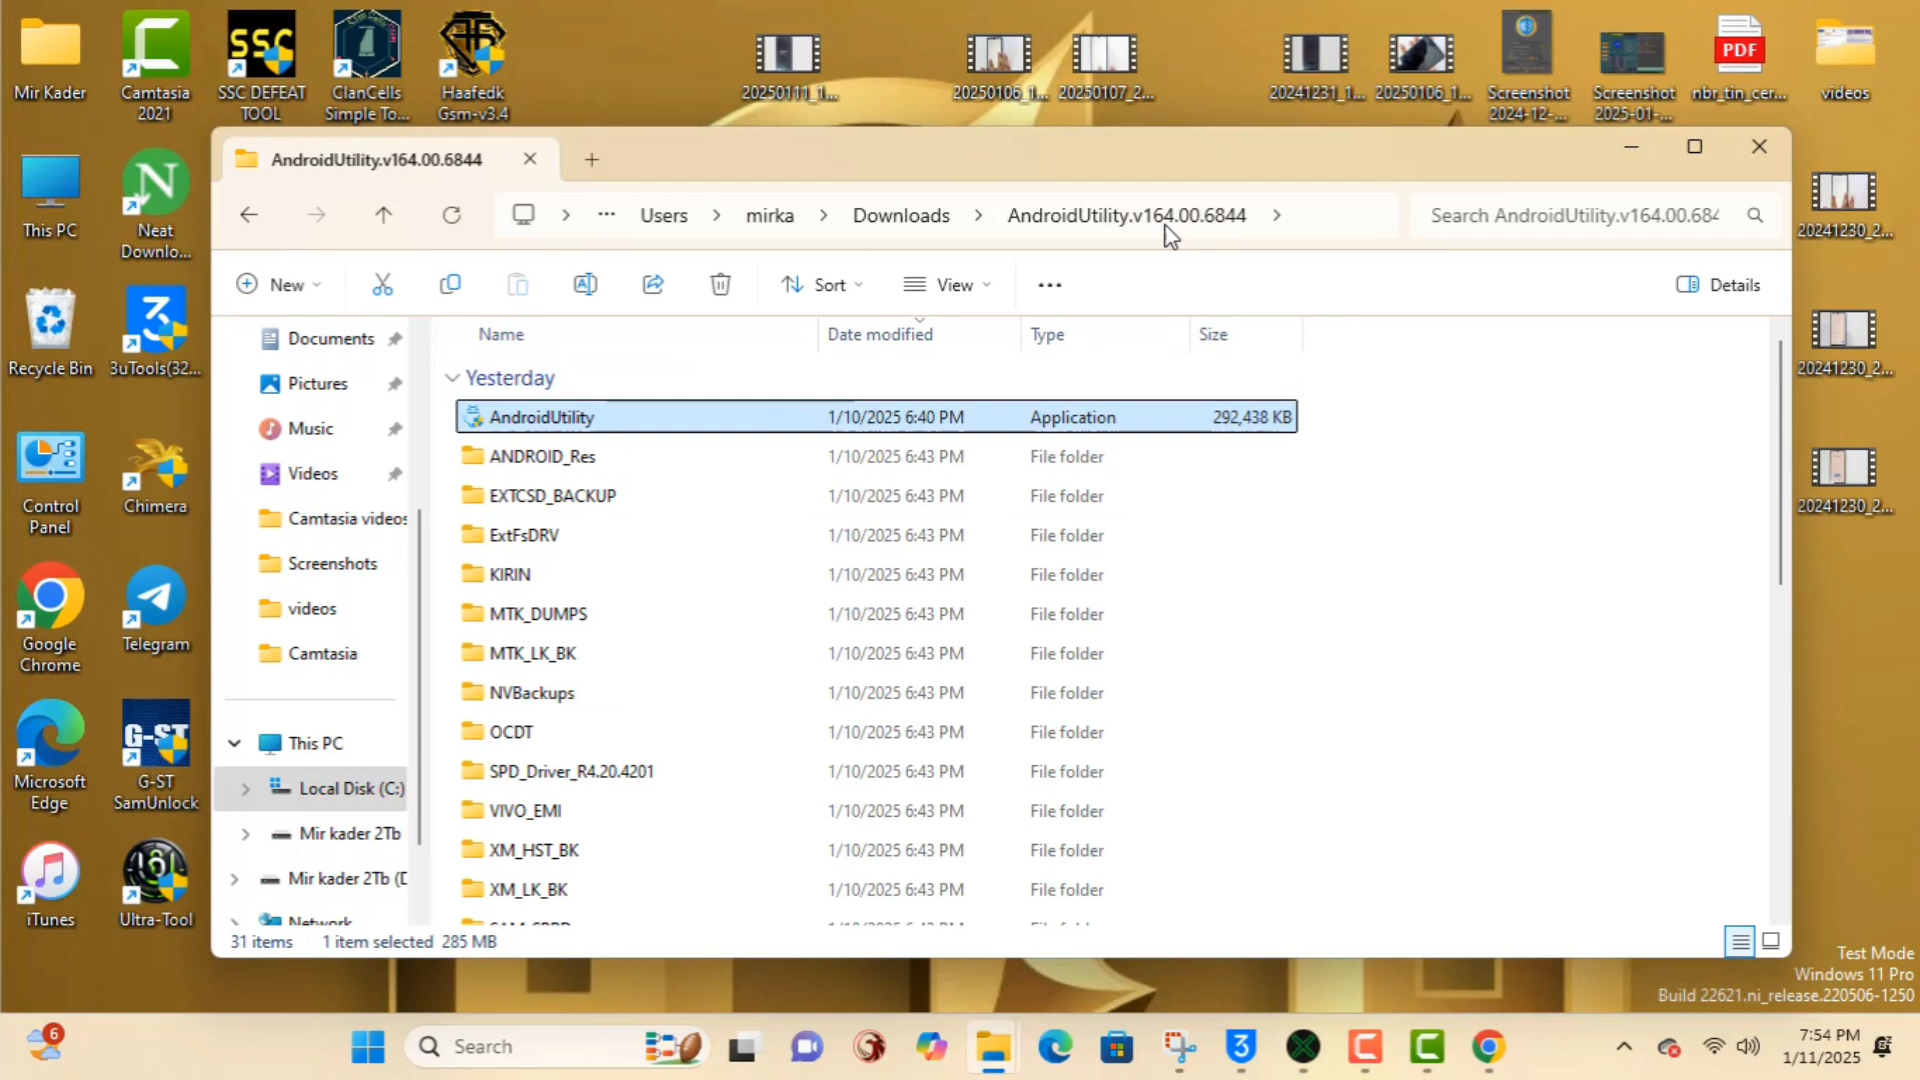 Mir Kader
Camtasia
2021
SSC
SSC DEFEAT
TOOL
ClanCells
Simple To...
Haafedk
Gsm-v3.4
20250111_1...
20250106_1...
20250107_2...
20241231_1...
20250106_1...
Screenshot
2024-12-...
Screenshot
2025-01-...
PDF
nbr_tin_cer...
videos
This PC
Neat
Downlo...
Recycle Bin
3uTools(32...
Control
Panel
Chimera
Google
Chrome
Telegram
Microsoft
Edge
G-ST
G-ST
SamUnlock
iTunes
Ultra-Tool
20241230_2...
20241230_2...
20241230_2...
AndroidUtility.v164.00.6844
Users
mirka
Downloads
AndroidUtility.v164.00.6844
Search AndroidUtility.v164.00.684
New
Sort
View
Details
Documents
Pictures
Music
Videos
Camtasia videos
Screenshots
videos
Camtasia
This PC
Local Disk (C:)
Mir kader 2Tb
Mir kader 2Tb (D
Network
Name Date modified Type Size
Yesterday
AndroidUtility 1/10/2025 6:40 PM Application 292,438 KB
ANDROID_Res 1/10/2025 6:43 PM File folder
EXTCSD_BACKUP 1/10/2025 6:43 PM File folder
ExtFsDRV 1/10/2025 6:43 PM File folder
KIRIN 1/10/2025 6:43 PM File folder
MTK_DUMPS 1/10/2025 6:43 PM File folder
MTK_LK_BK 1/10/2025 6:43 PM File folder
NVBackups 1/10/2025 6:43 PM File folder
OCDT 1/10/2025 6:43 PM File folder
SPD_Driver_R4.20.4201 1/10/2025 6:43 PM File folder
VIVO_EMI 1/10/2025 6:43 PM File folder
XM_HST_BK 1/10/2025 6:43 PM File folder
XM_LK_BK 1/10/2025 6:43 PM File folder
31 items 1 item selected 285 MB
Test Mode
Windows 11 Pro
Build 22621.ni_release.220506-1250
6
Search
7:54 PM
1/11/2025